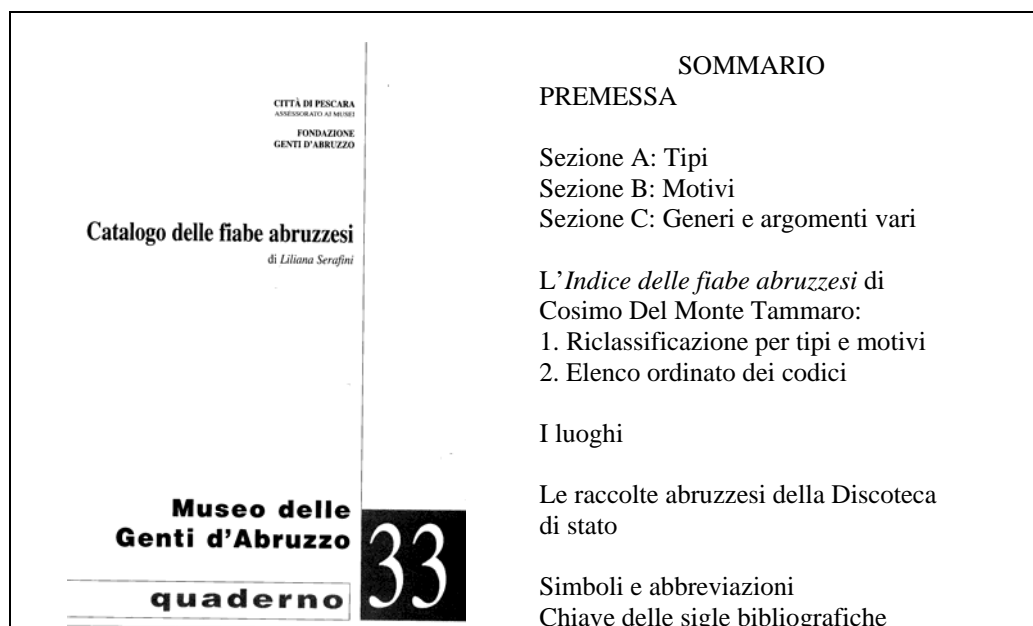 CITTÀ DI PESCARA
ASSESSORATO AI MUSEI
FONDAZIONE
GENTI D'ABRUZZO
Catalogo delle fiabe abruzzesi
di Liliana Serafini
Museo delle
Genti d'Abruzzo
33
quaderno
SOMMARIO
PREMESSA
Sezione A: Tipi
Sezione B: Motivi
Sezione C: Generi e argomenti vari
L'Indice delle fiabe abruzzesi di
Cosimo Del Monte Tammaro:
1. Riclassificazione per tipi e motivi
2. Elenco ordinato dei codici
I luoghi
Le raccolte abruzzesi della Discoteca
di stato
Simboli e abbreviazioni
Chiave delle sigle bibliografiche